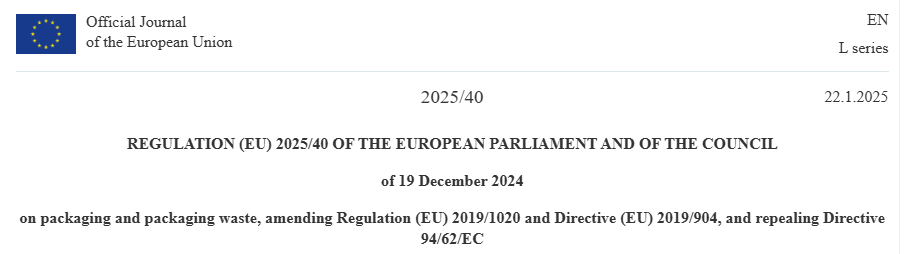 Official Journal
of the European Union
EN
L series
2025/40
22.1.2025
REGULATION (EU) 2025/40 OF THE EUROPEAN PARLIAMENT AND OF THE COUNCIL
of 19 December 2024
on packaging and packaging waste, amending Regulation (EU) 2019/1020 and Directive (EU) 2019/904, and repealing Directive
94/62/EC